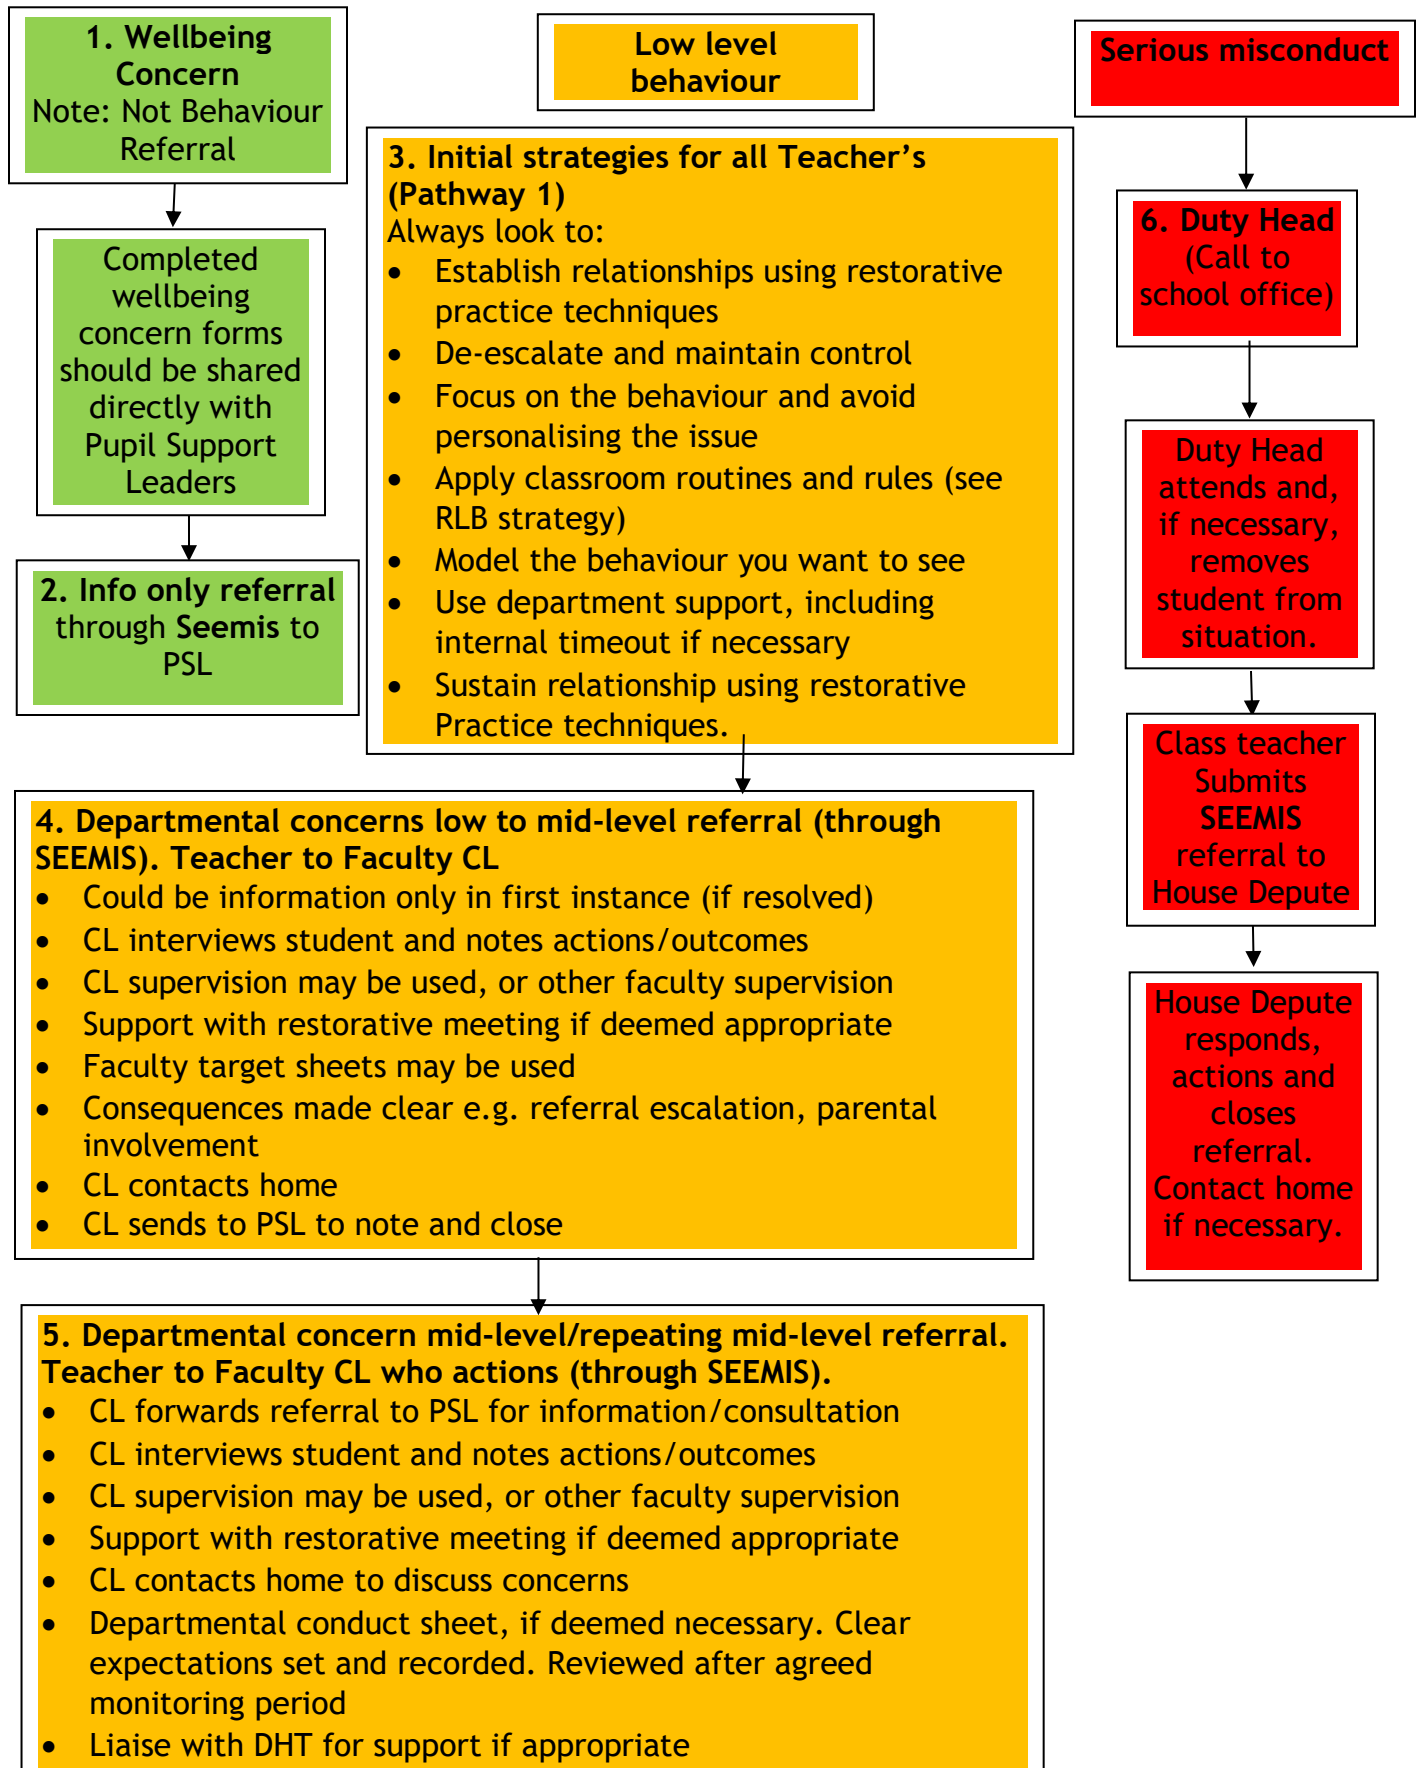 1. Wellbeing
Concern
Note: Not Behaviour
Referral
Completed
wellbeing
concern forms
should be shared
directly with
Pupil Support
Leaders
2. Info only referral
through Seemis to
PSL
Low level
behaviour
3. Initial strategies for all Teacher’s
(Pathway 1)
Always look to:
• Establish relationships using restorative
practice techniques
• De-escalate and maintain control
• Focus on the behaviour and avoid
personalising the issue
• Apply classroom routines and rules (see
RLB strategy)
• Model the behaviour you want to see
• Use department support, including
internal timeout if necessary
• Sustain relationship using restorative
Practice techniques.
4. Departmental concerns low to mid-level referral (through
SEEMIS). Teacher to Faculty CL
• Could be information only in first instance (if resolved)
• CL interviews student and notes actions/outcomes
• CL supervision may be used, or other faculty supervision
• Support with restorative meeting if deemed appropriate
• Faculty target sheets may be used
• Consequences made clear e.g. referral escalation, parental
involvement
• CL contacts home
• CL sends to PSL to note and close
5. Departmental concern mid-level/repeating mid-level referral.
Teacher to Faculty CL who actions (through SEEMIS).
• CL forwards referral to PSL for information/consultation
• CL interviews student and notes actions/outcomes
• CL supervision may be used, or other faculty supervision
• Support with restorative meeting if deemed appropriate
• CL contacts home to discuss concerns
• Departmental conduct sheet, if deemed necessary. Clear
expectations set and recorded. Reviewed after agreed
monitoring period
• Liaise with DHT for support if appropriate
Serious misconduct
6. Duty Head
(Call to
school office)
Duty Head
attends and,
if necessary,
removes
student from
situation.
Class teacher
Submits
SEEMIS
referral to
House Depute
House Depute
responds,
actions and
closes
referral.
Contact home
if necessary.